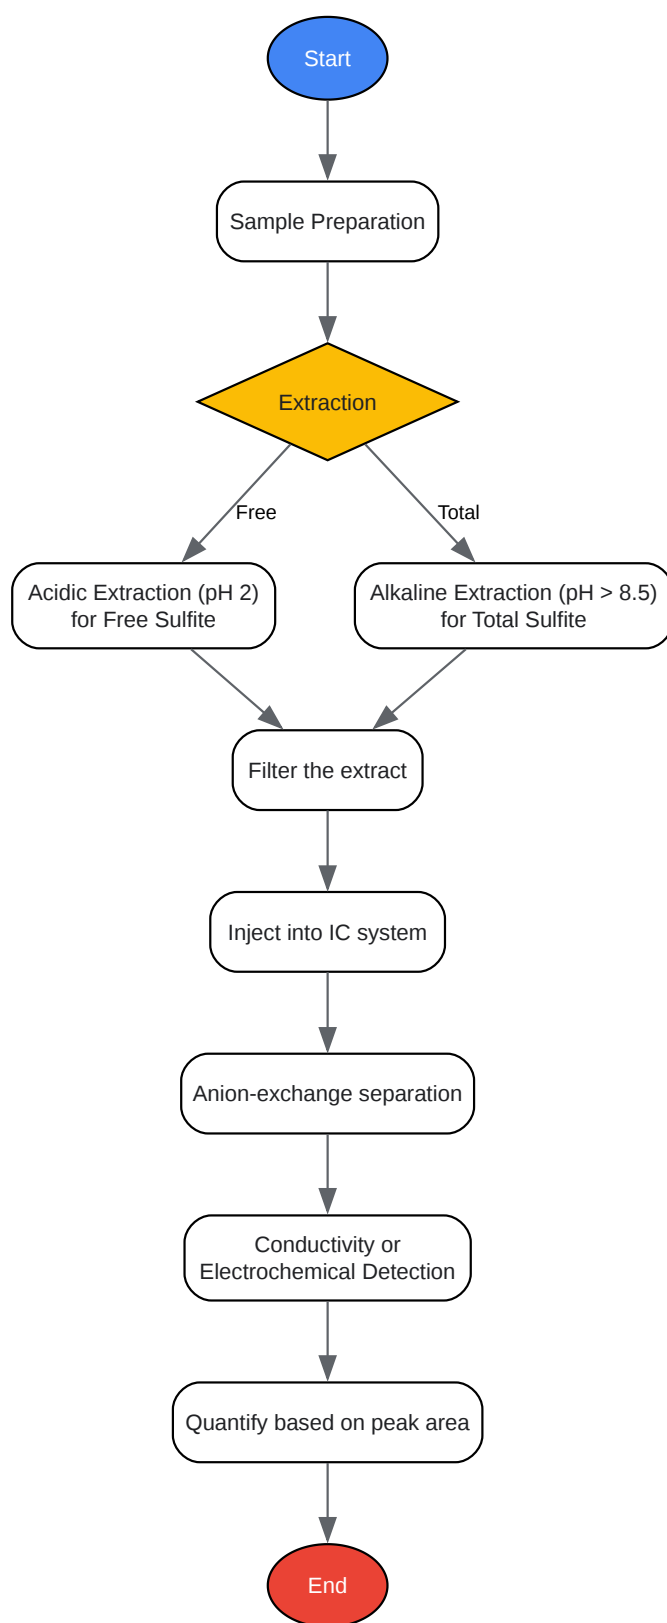 Start
Sample Preparation
Extraction
Free
Total
Acidic Extraction (pH 2)
for Free Sulfite
Alkaline Extraction (pH > 8.5)
for Total Sulfite
Filter the extract
Inject into IC system
Anion-exchange separation
Conductivity or
Electrochemical Detection
Quantify based on peak area
End